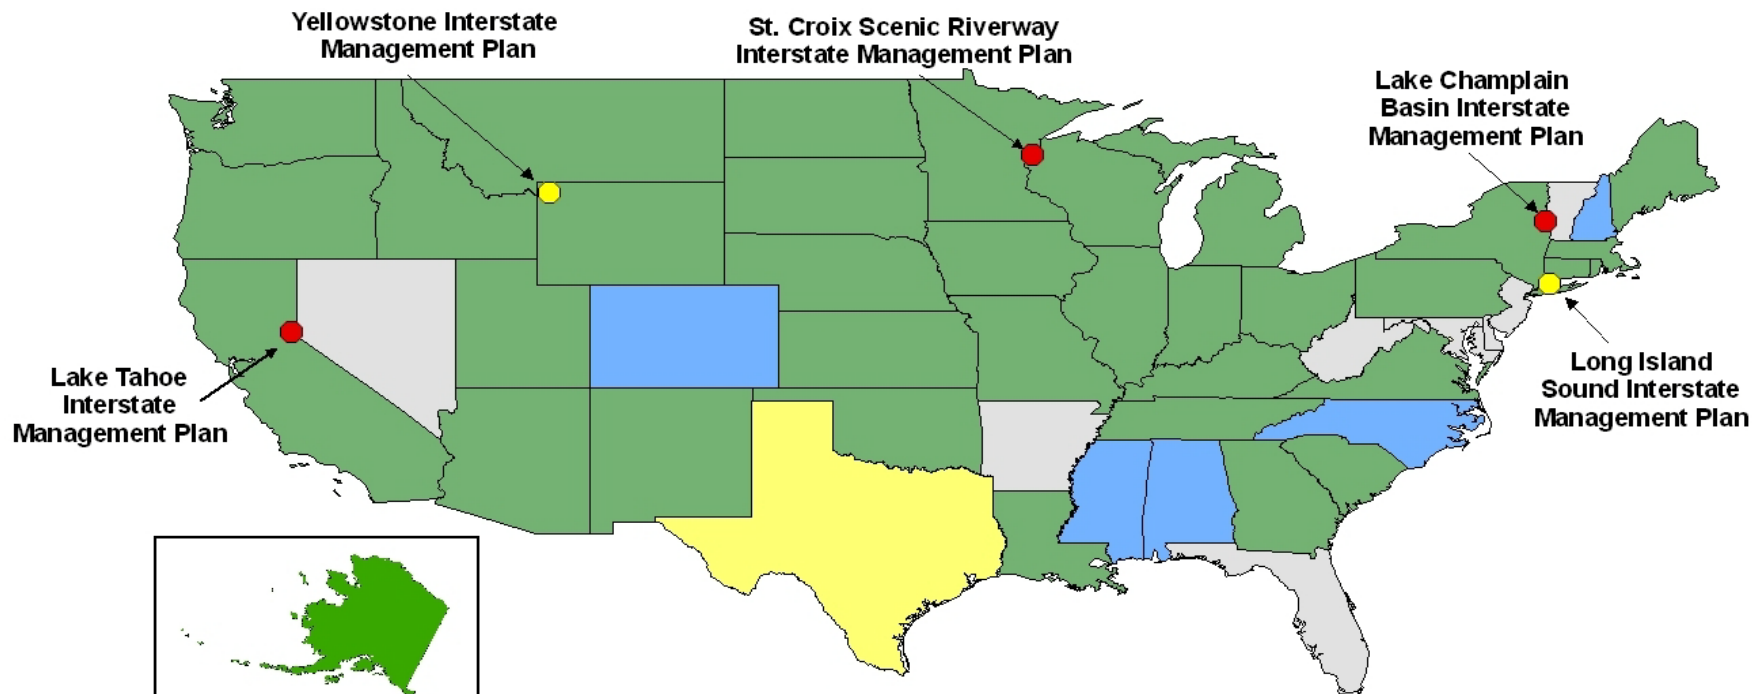 Yellowstone Interstate
Management Plan
St. Croix Scenic Riverway
Interstate Management Plan
Lake Champlain
Basin Interstate
Management Plan
Lake Tahoe
Interstate
Management Plan
Long Island
Sound Interstate
Management Plan